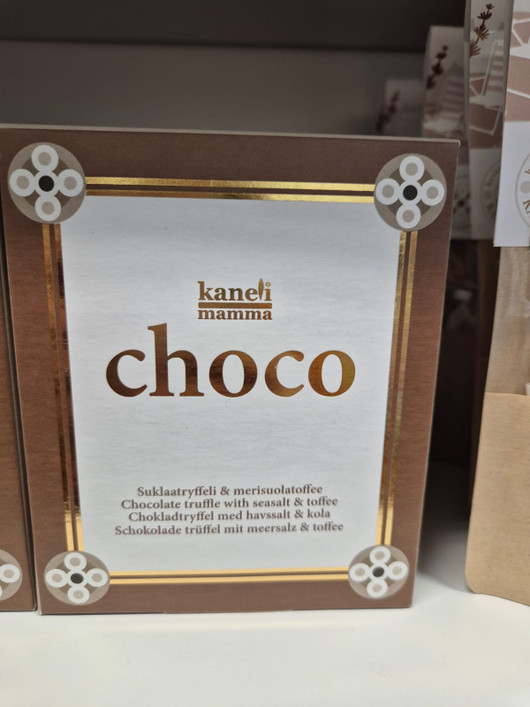 kaneli
mamma
choco
Suklaatryffeli & merisuolatoffee
Chocolate truffle with seasalt & toffee
Chokladtryffel med havssalt & kola
Schokolade trüffel mit meersalz & toffee